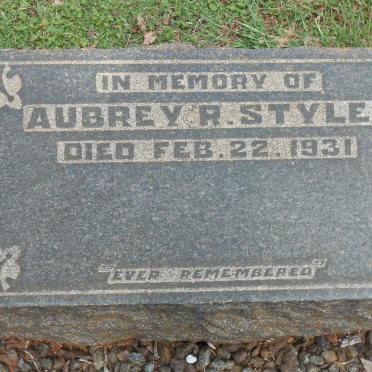 IN MEMORY OF
AUBREY R. STYLE
DIED FEB. 22. 1931
"EVER REMEMBERED"